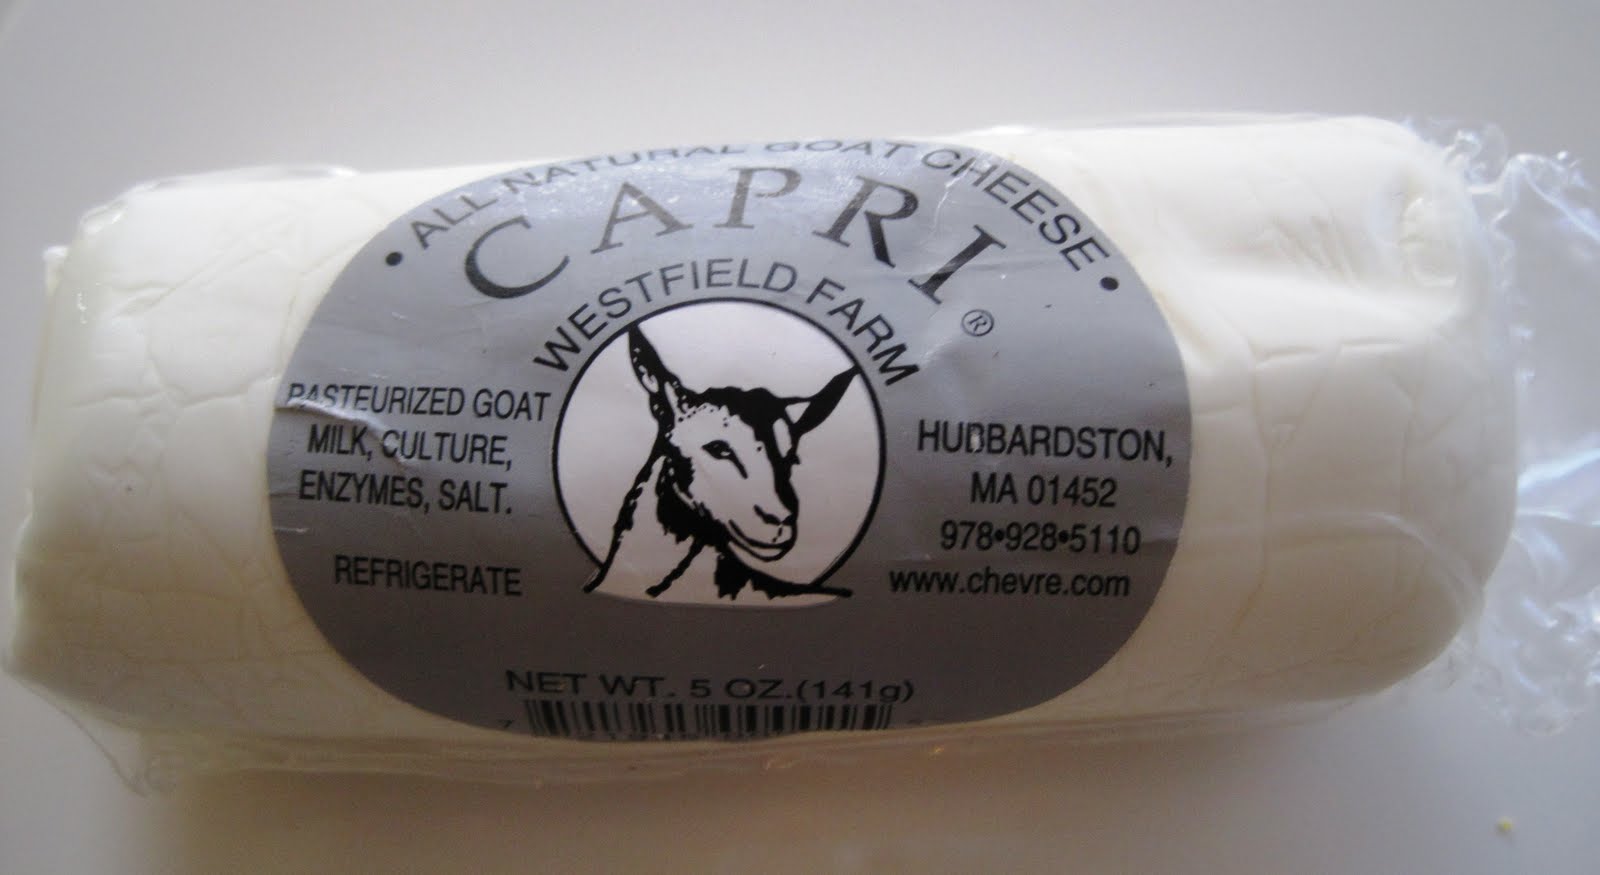 • ALL NATURAL GOAT CHEESE •
CAPRI®
WESTFIELD FARM
PASTEURIZED GOAT
MILK, CULTURE,
ENZYMES, SALT.
REFRIGERATE
HUBBARDSTON,
MA 01452
978•928•5110
www.chevre.com
NET WT. 5 OZ.(141g)
7